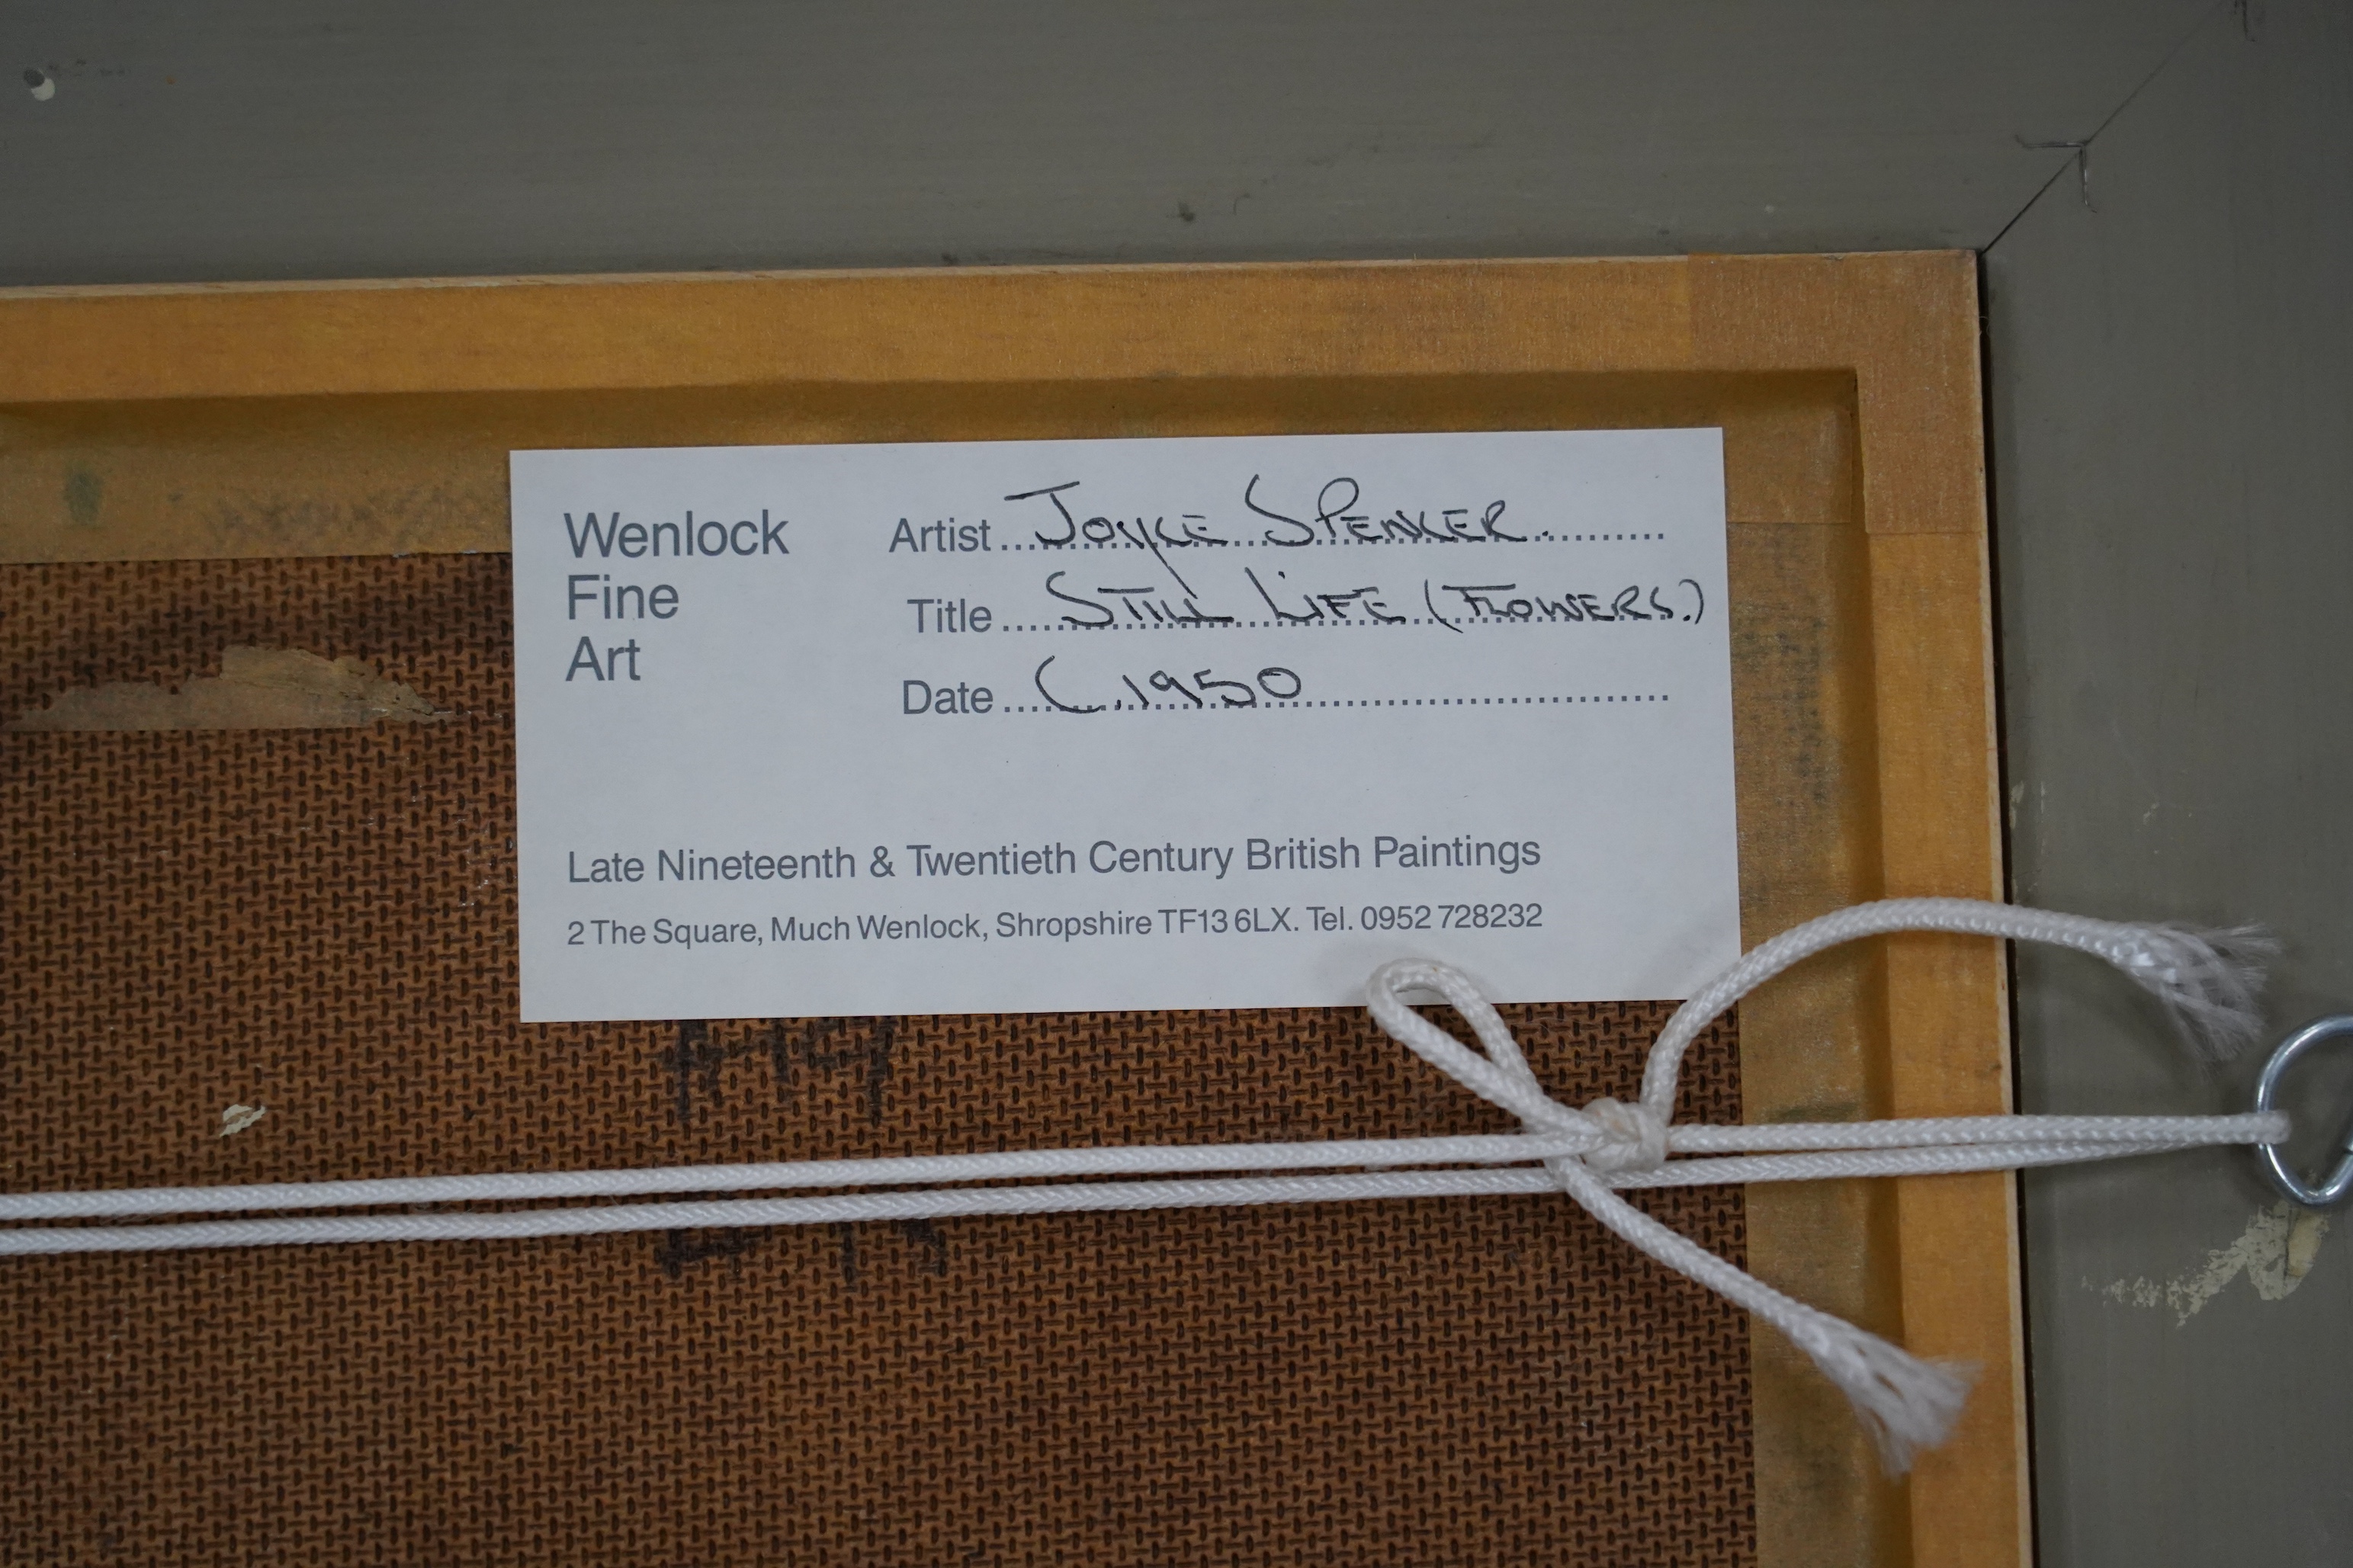 Wenlock
Fine
Art
Artist Joyce Spencer.
Title Still Life (Flowers.)
Date C.1950
Late Nineteenth & Twentieth Century British Paintings
2 The Square, Much Wenlock, Shropshire TF13 6LX. Tel. 0952 728232